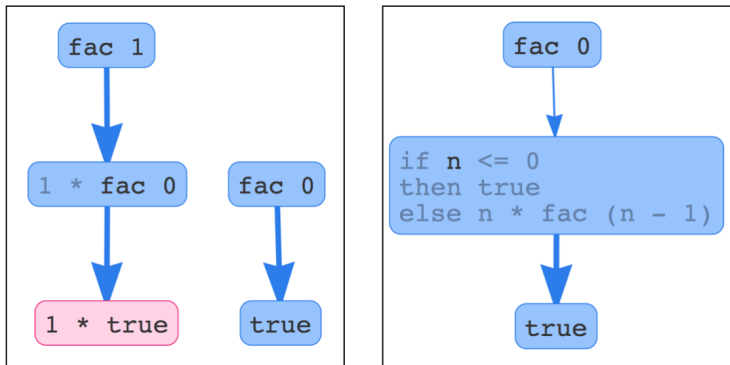 fac 1
1 * fac 0
fac 0
1 * true
true
fac 0
if n <= 0
then true
else n * fac (n - 1)
true